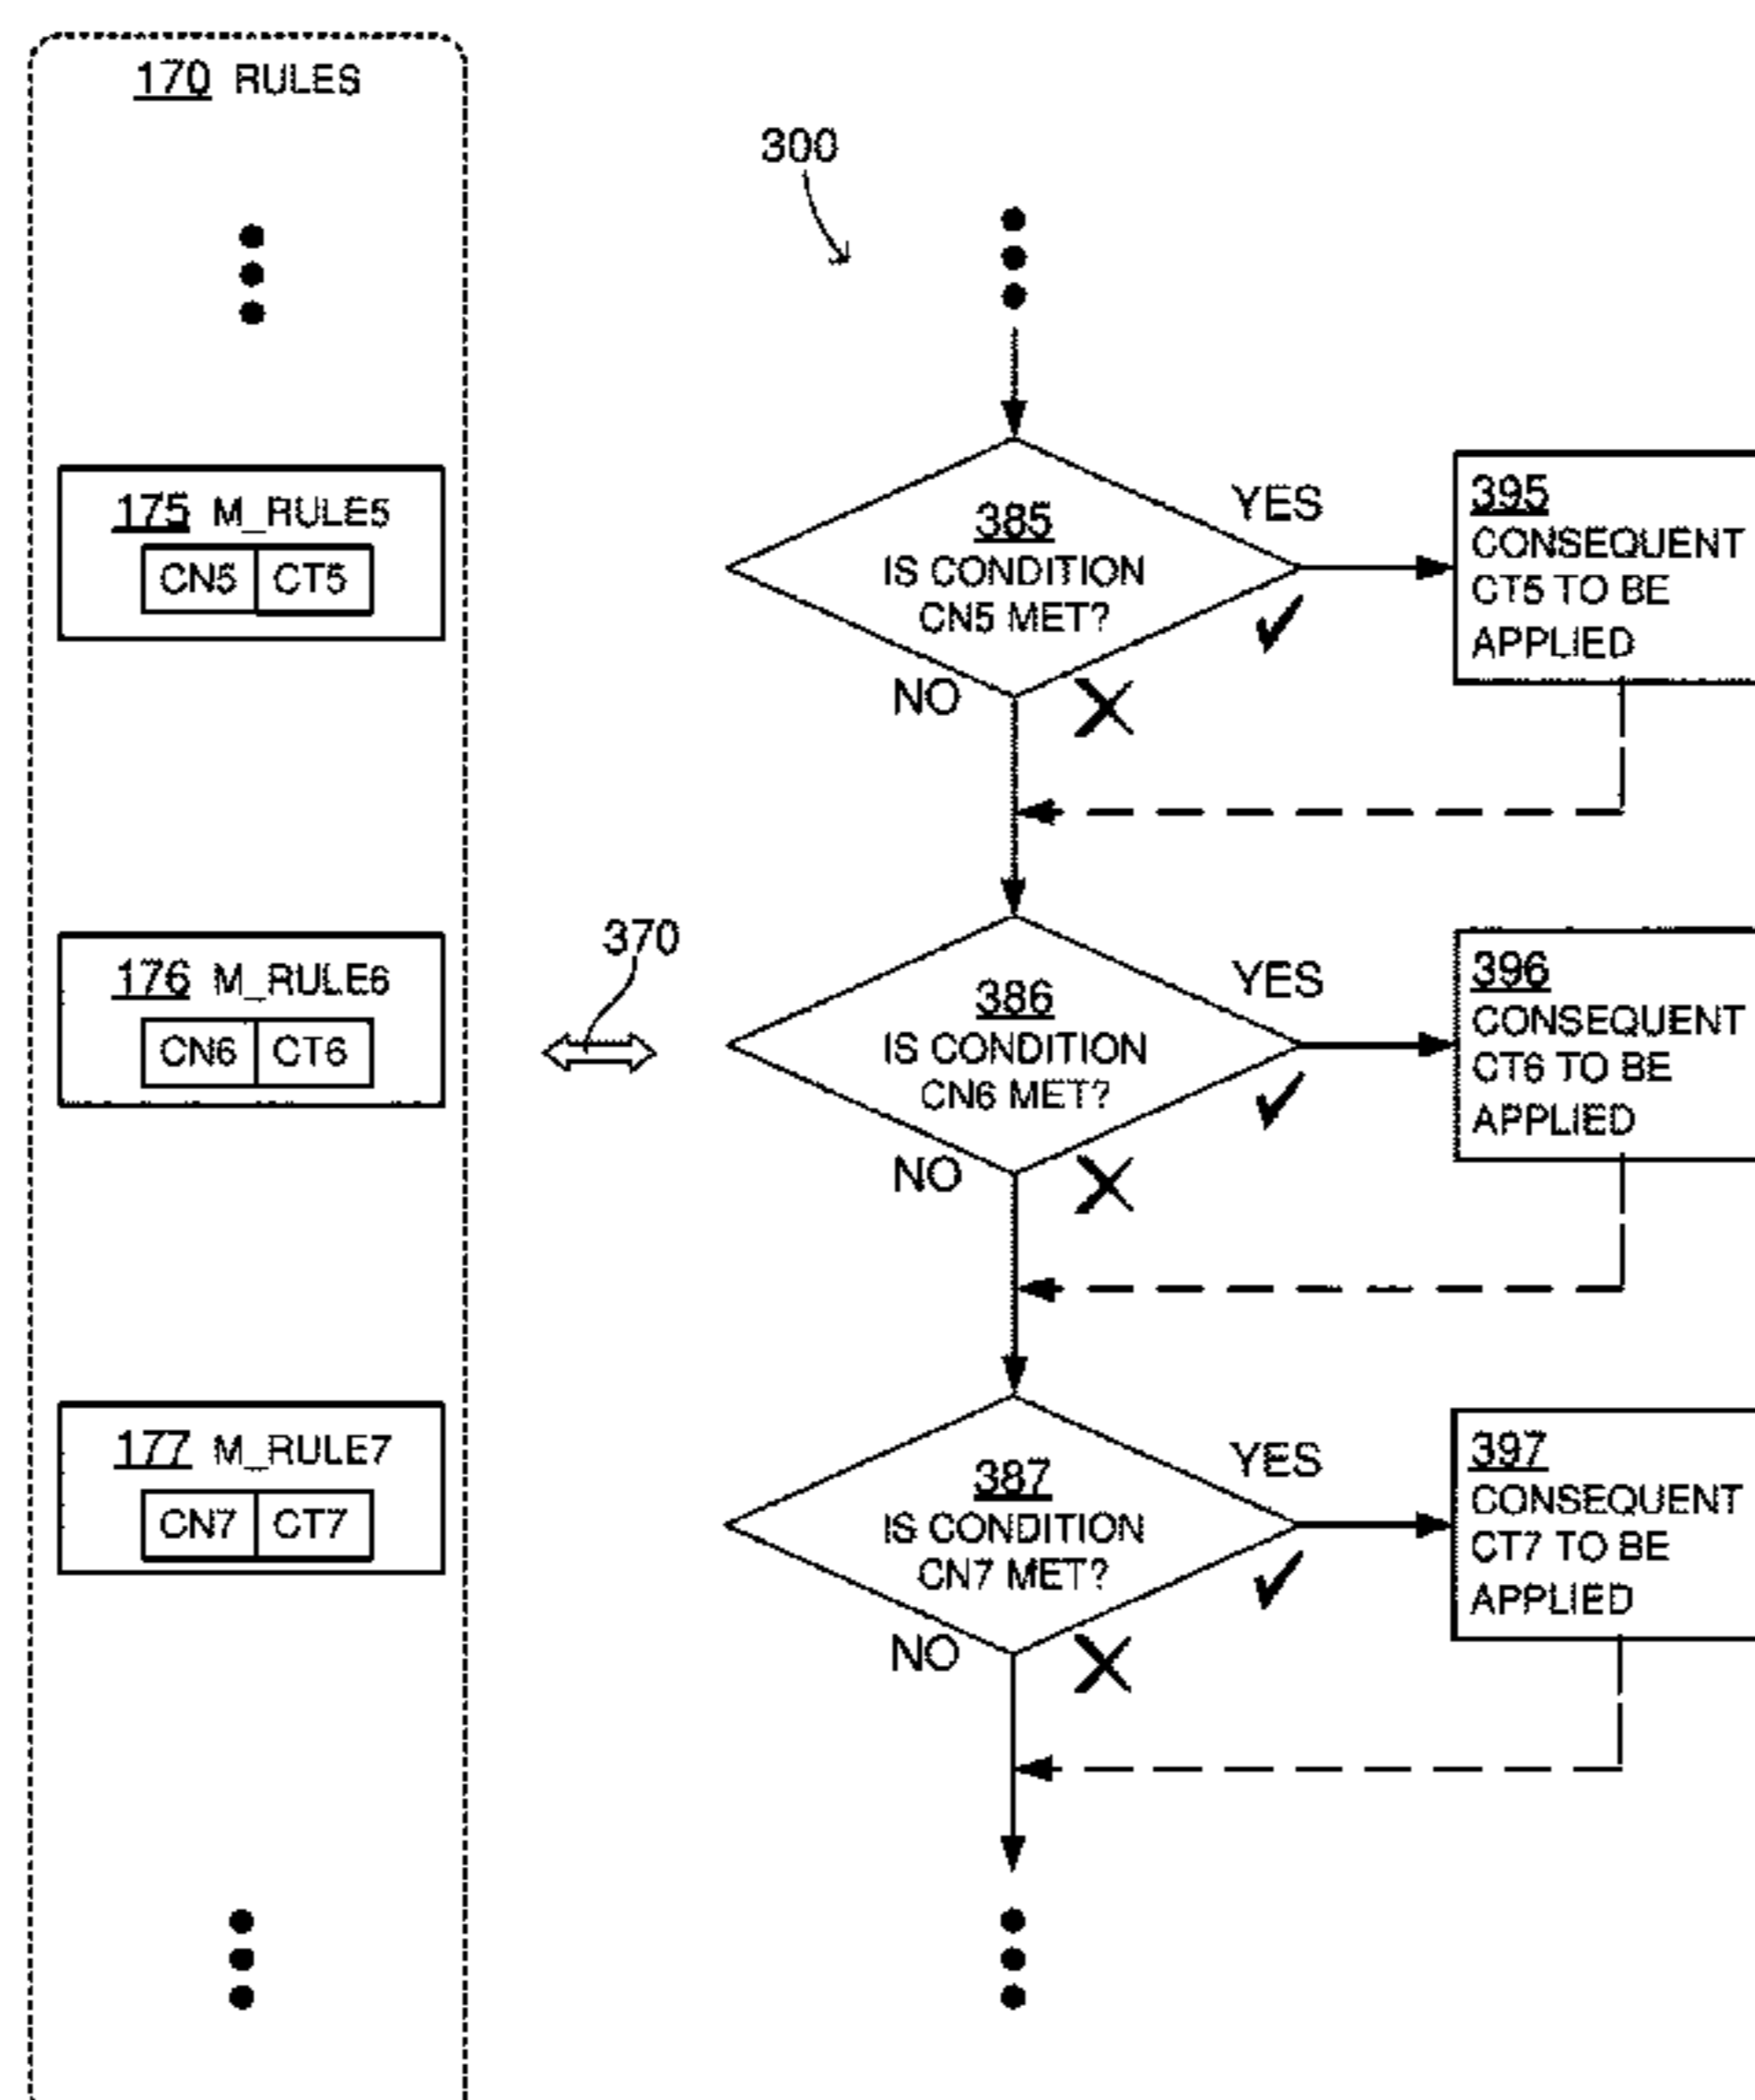 170 RULES
300
175 M_RULE5
CN5 CT5
385
IS CONDITION
CN5 MET?
YES
NO
395
CONSEQUENT
CT5 TO BE
APPLIED
176 M_RULE6
CN6 CT6
370
386
IS CONDITION
CN6 MET?
YES
NO
396
CONSEQUENT
CT6 TO BE
APPLIED
177 M_RULE7
CN7 CT7
387
IS CONDITION
CN7 MET?
YES
NO
397
CONSEQUENT
CT7 TO BE
APPLIED